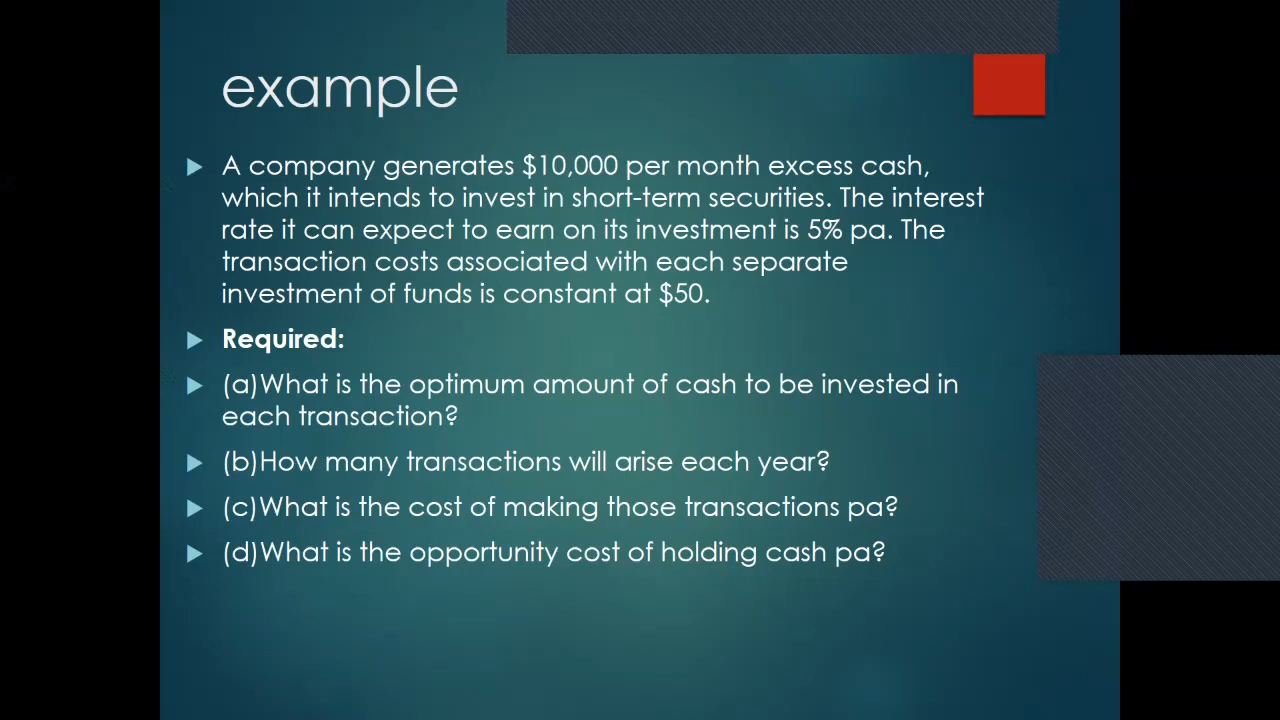 example
A company generates $10,000 per month excess cash,
which it intends to invest in short-term securities. The interest
rate it can expect to earn on its investment is 5% pa. The
transaction costs associated with each separate
investment of funds is constant at $50.
Required:
(a)What is the optimum amount of cash to be invested in
each transaction?
(b)How many transactions will arise each year?
(c)What is the cost of making those transactions pa?
(d)What is the opportunity cost of holding cash pa?